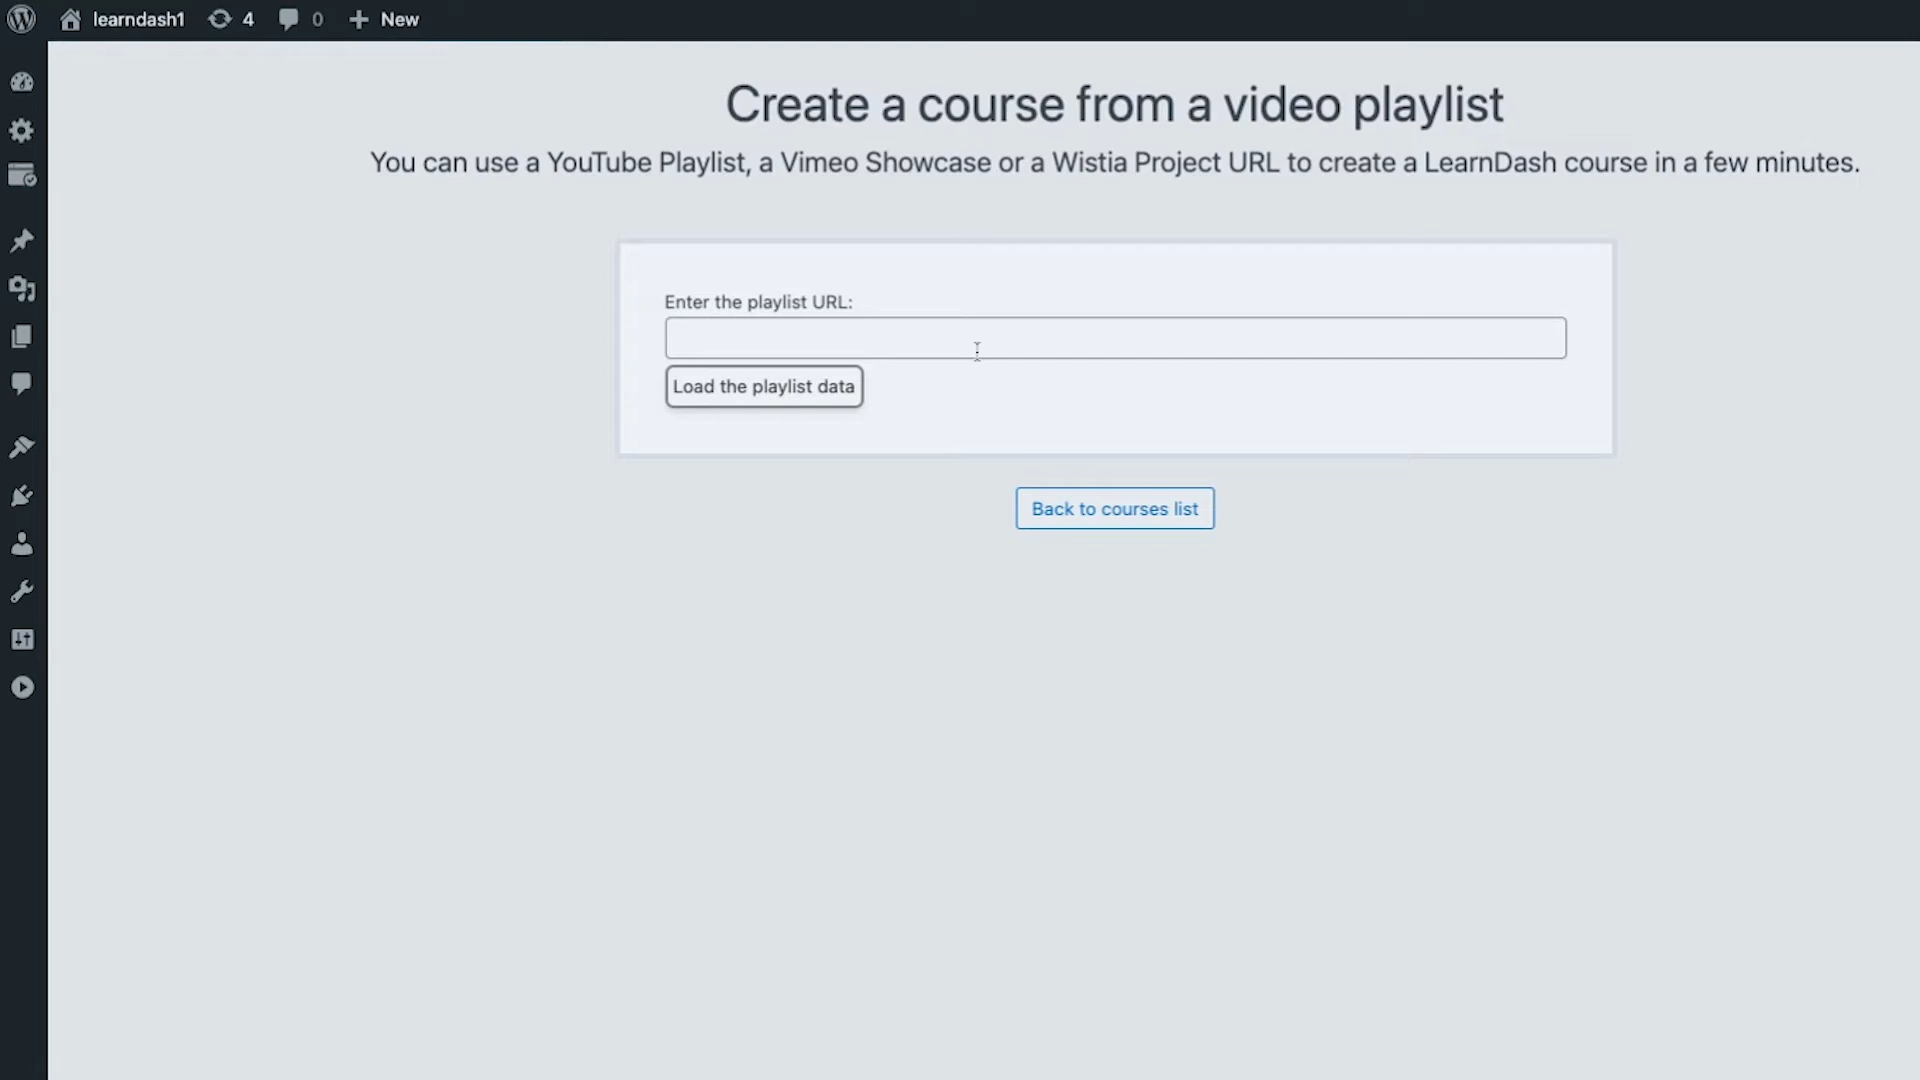 learndash1 4 0 New
Create a course from a video playlist
You can use a YouTube Playlist, a Vimeo Showcase or a Wistia Project URL to create a LearnDash course in a few minutes.
Enter the playlist URL:
Load the playlist data
Back to courses list